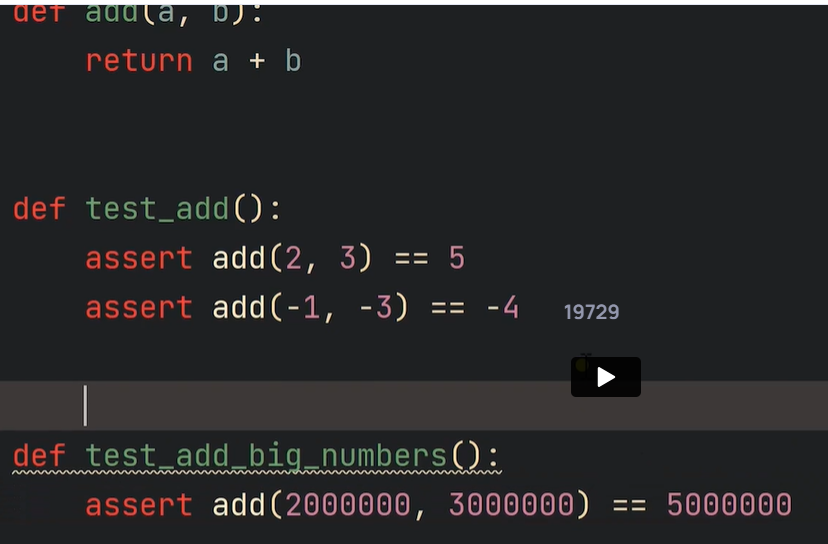 def add(a, b):
    return a + b
def test_add():
    assert add(2, 3) == 5
    assert add(-1, -3) == -4
19729
def test_add_big_numbers():
    assert add(2000000, 3000000) == 5000000